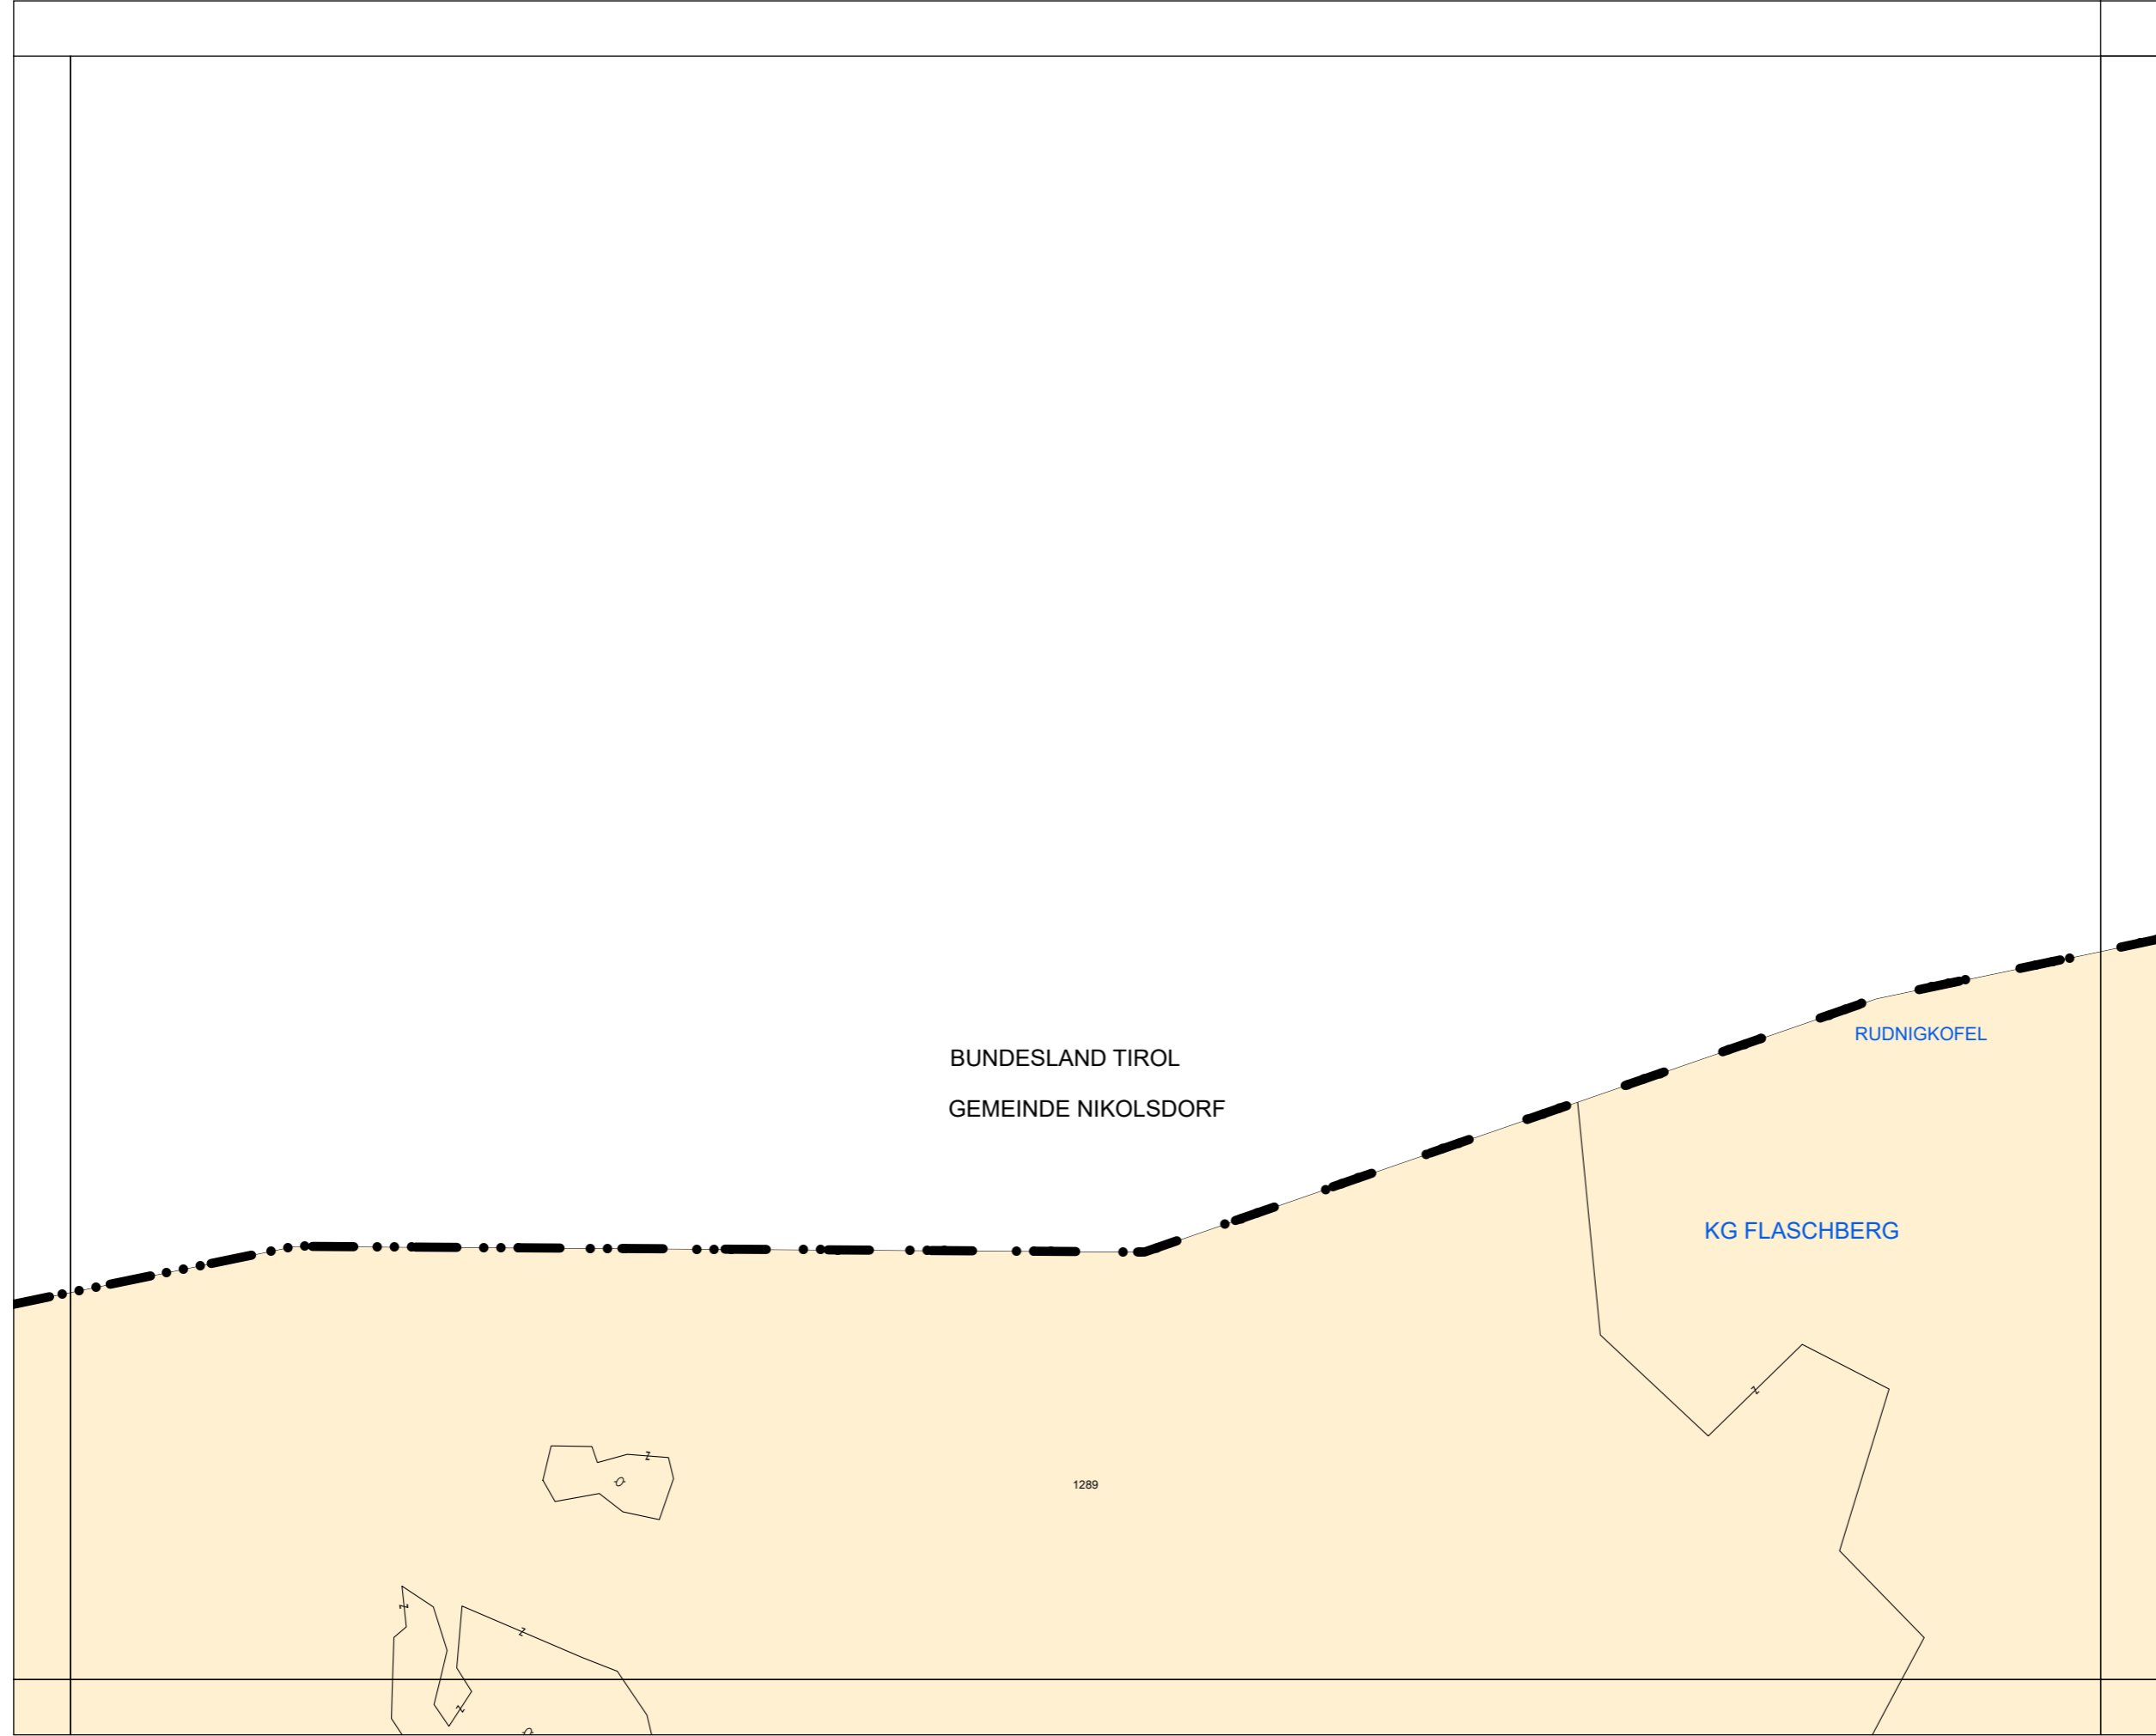 RUDNIGKOFEL
BUNDESLAND TIROL
GEMEINDE NIKOLSDORF
KG FLASCHBERG
1289